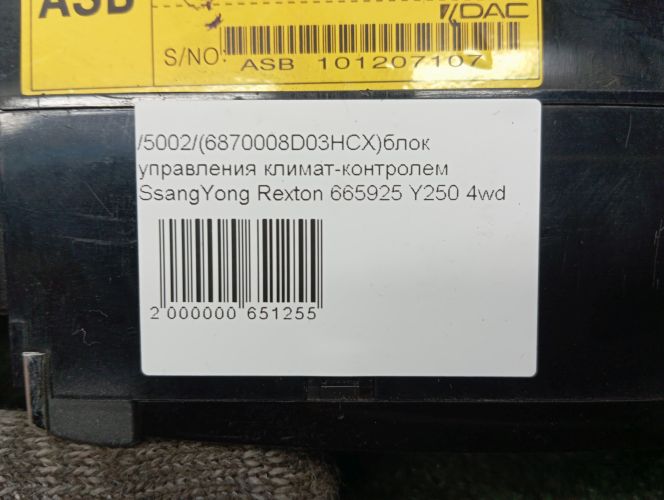 ASB
DAC
S/NO:
ASB 101207107
/5002/(6870008D03HCX)блок
управления климат-контролем
SsangYong Rexton 665925 Y250 4wd
2 000000 651255